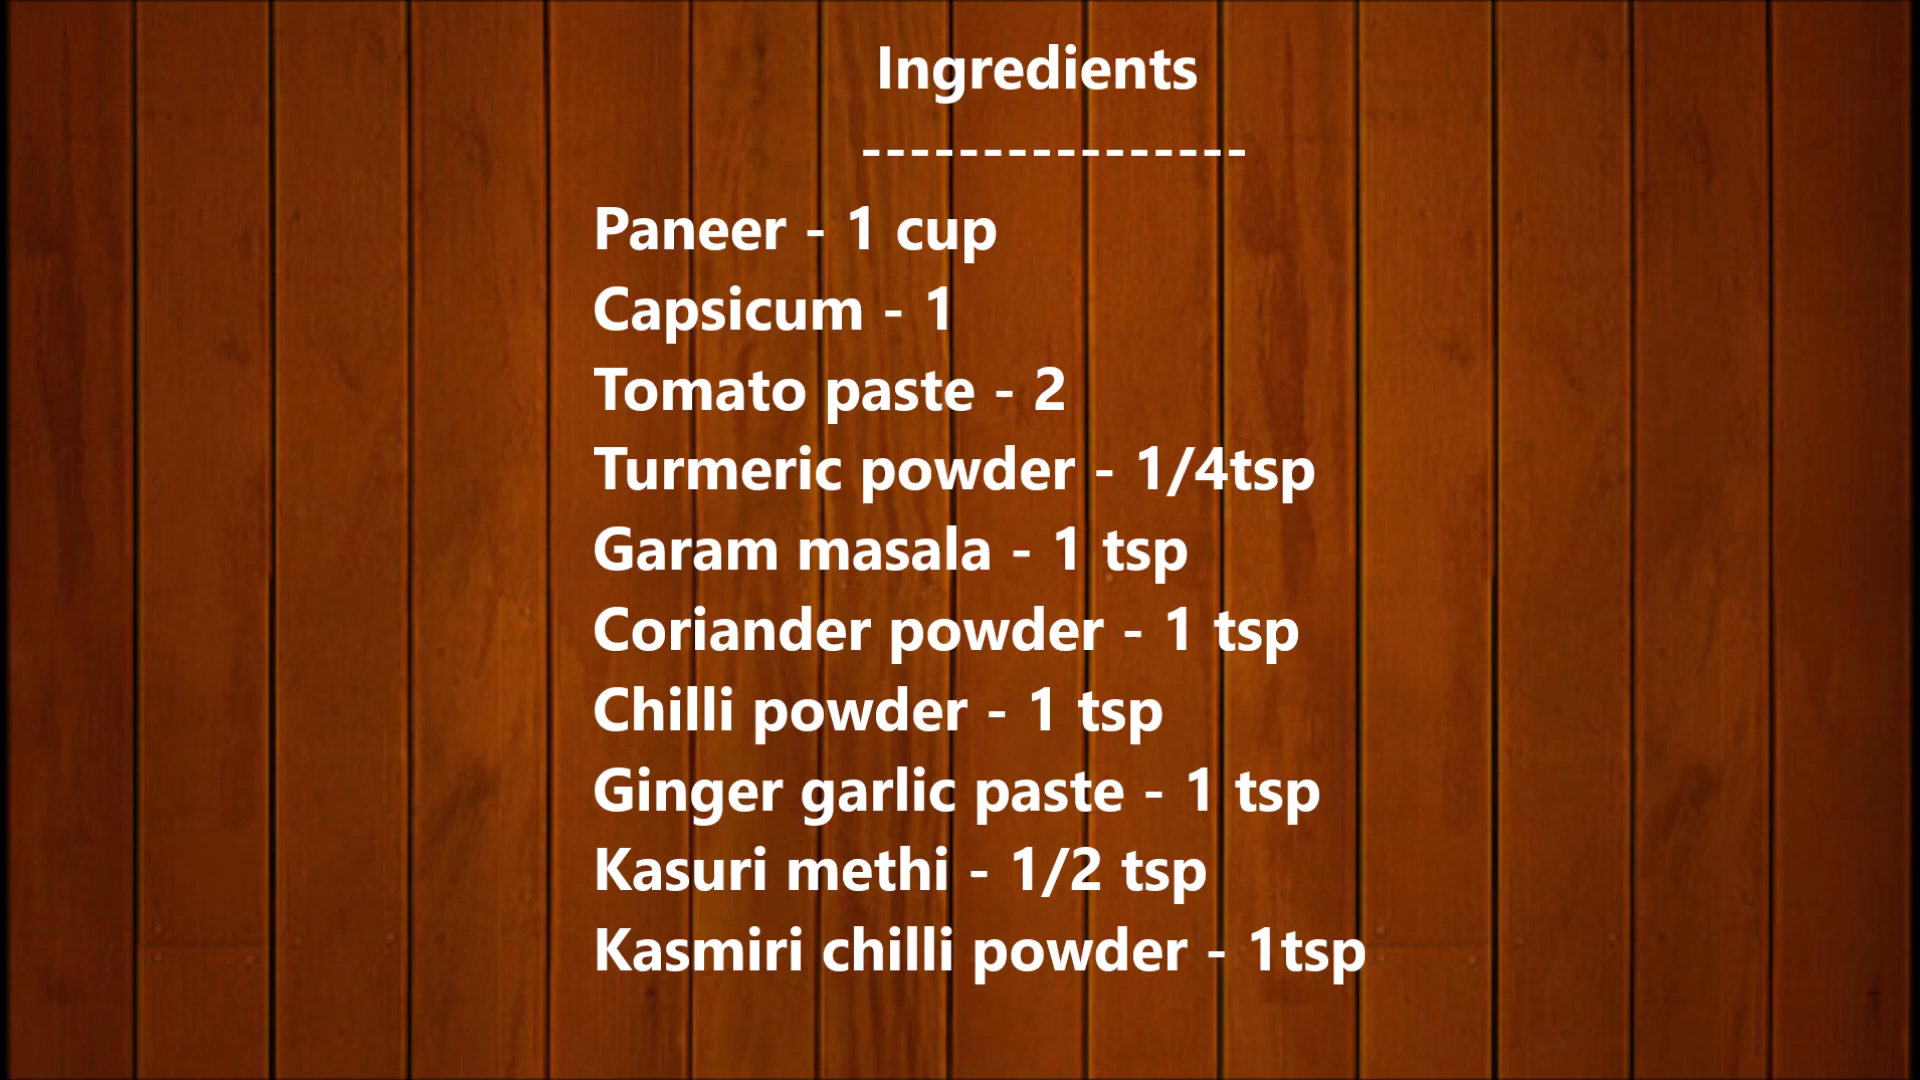 Ingredients
----------------
Paneer - 1 cup
Capsicum - 1
Tomato paste - 2
Turmeric powder - 1/4tsp
Garam masala - 1 tsp
Coriander powder - 1 tsp
Chilli powder - 1 tsp
Ginger garlic paste - 1 tsp
Kasuri methi - 1/2 tsp
Kasmiri chilli powder - 1tsp